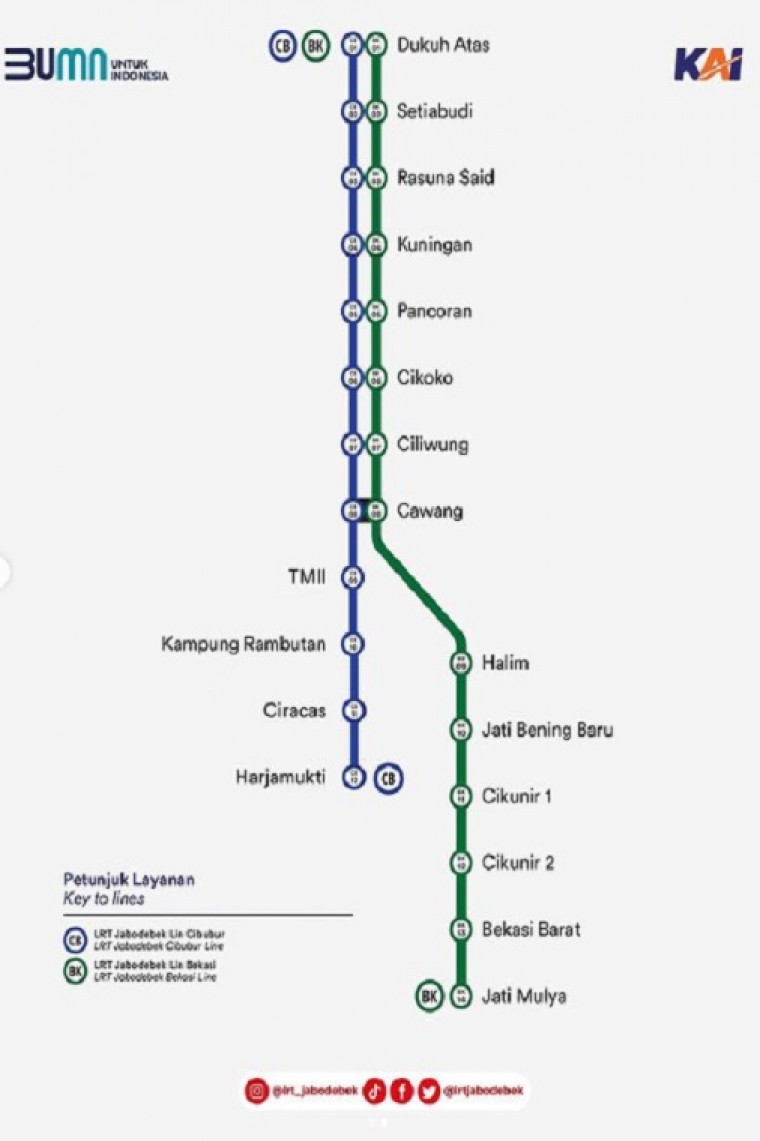 BUMN UNTUK
INDONESIA
KAI
CB BK Dukuh Atas
Setiabudi
Rasuna Said
Kuningan
Pancoran
Cikoko
Ciliwung
Cawang
TMII
Kampung Rambutan
Ciracas
Harjamukti CB
Halim
Jati Bening Baru
Cikunir 1
Cikunir 2
Bekasi Barat
BK Jati Mulya
Petunjuk Layanan
Key to lines
CB LRT Jabodebek Lin Cibubur
LRT Jabodebek Cibubur Line
BK LRT Jabodebek Lin Bekasi
LRT Jabodebek Bekasi Line
@lrt_jabodebek @lrtjabodebek